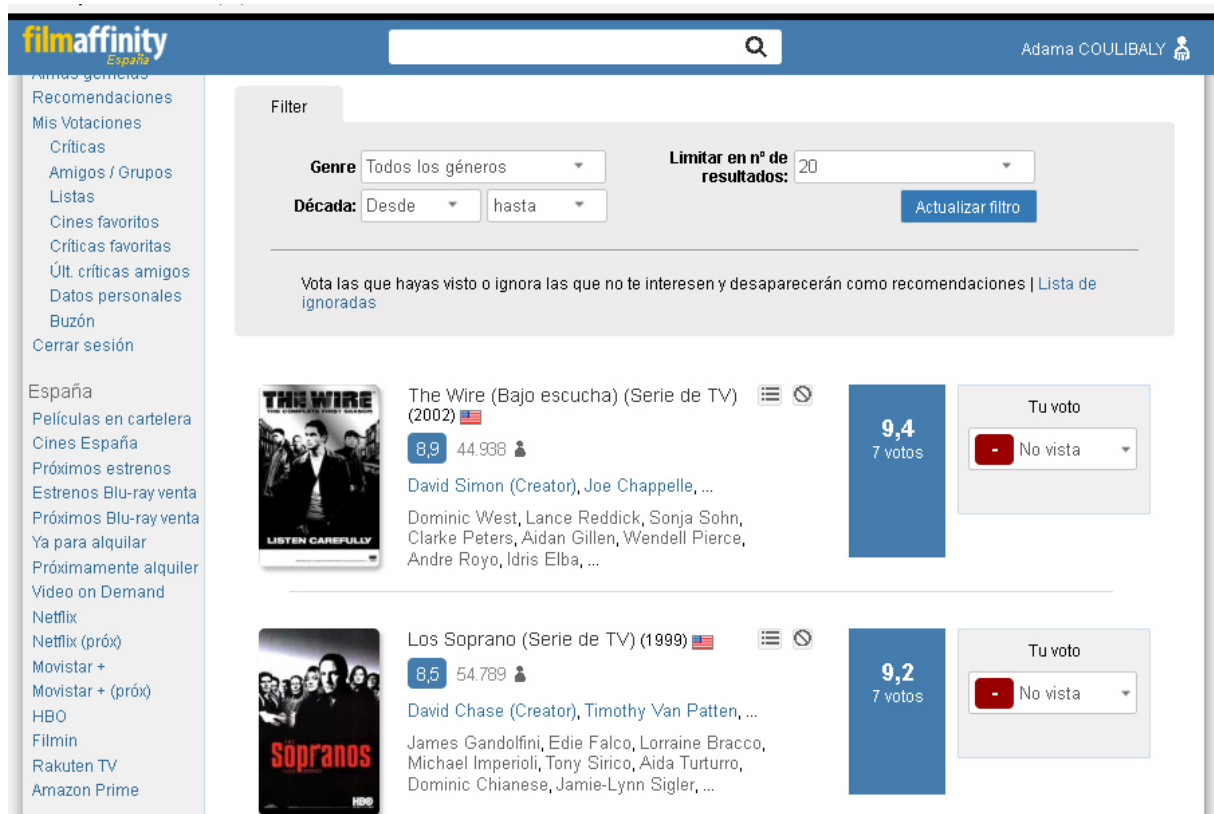 filmaffinity
España
Adama COULIBALY
Almas gemelas
Recomendaciones
Mis Votaciones
Críticas
Amigos / Grupos
Listas
Cines favoritos
Críticas favoritas
Últ. críticas amigos
Datos personales
Buzón
Cerrar sesión
España
Películas en cartelera
Cines España
Próximos estrenos
Estrenos Blu-ray venta
Próximos Blu-ray venta
Ya para alquilar
Próximamente alquiler
Video on Demand
Netflix
Netflix (próx)
Movistar +
Movistar + (próx)
HBO
Filmin
Rakuten TV
Amazon Prime
Filter
Genre Todos los géneros
Limitar en nº de
resultados: 20
Década: Desde hasta
Actualizar filtro
Vota las que hayas visto o ignora las que no te interesen y desaparecerán como recomendaciones | Lista de
ignoradas
THE WIRE
THE COMPLETE FIRST SEASON
LISTEN CAREFULLY
The Wire (Bajo escucha) (Serie de TV)
(2002)
8,9 44.938
David Simon (Creator), Joe Chappelle, ...
Dominic West, Lance Reddick, Sonja Sohn,
Clarke Peters, Aidan Gillen, Wendell Pierce,
Andre Royo, Idris Elba, ...
9,4
7 votos
Tu voto
- No vista
THE
Sopranos
HBO
Los Soprano (Serie de TV) (1999)
8,5 54.789
David Chase (Creator), Timothy Van Patten, ...
James Gandolfini, Edie Falco, Lorraine Bracco,
Michael Imperioli, Tony Sirico, Aida Turturro,
Dominic Chianese, Jamie-Lynn Sigler, ...
9,2
7 votos
Tu voto
- No vista